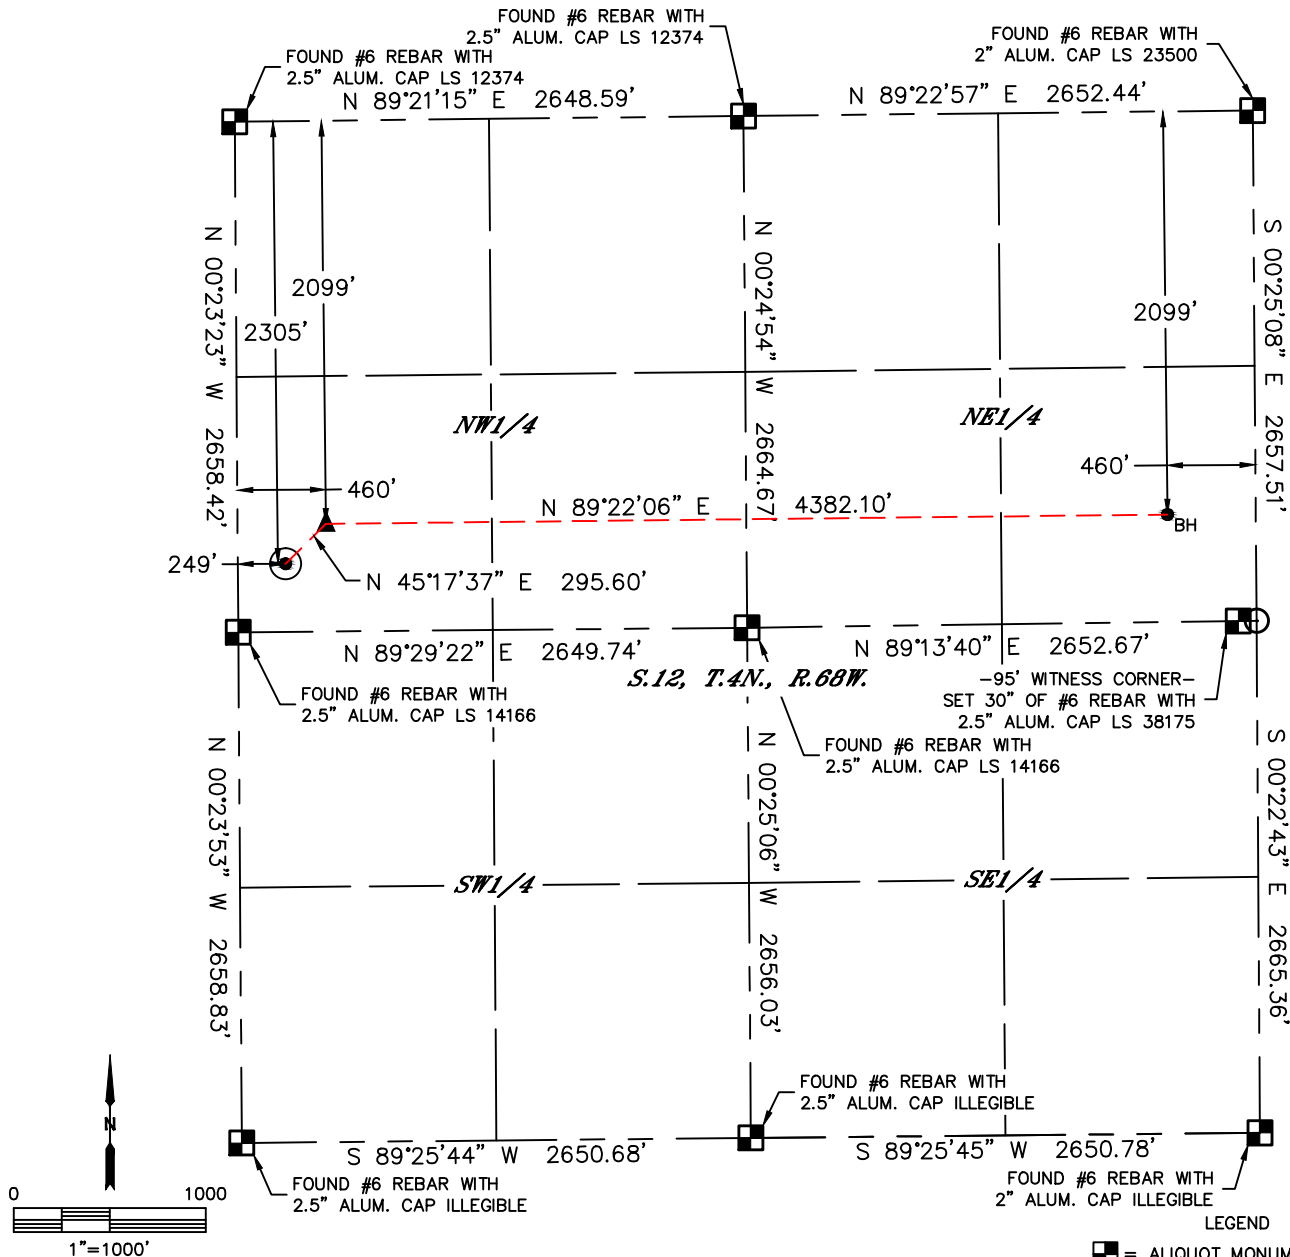 FOUND #6 REBAR WITH
2.5" ALUM. CAP LS 12374
FOUND #6 REBAR WITH
2" ALUM. CAP LS 23500
FOUND #6 REBAR WITH
2.5" ALUM. CAP LS 12374
N 89°21'15" E 2648.59'
N 89°22'57" E 2652.44'
N 00°23'23" W 2658.42'
N 00°24'54" W 2664.67'
S 00°25'08" E 2657.51'
2099'
2305'
2099'
NW1/4
NE1/4
460'
460'
N 89°22'06" E 4382.10'
BH
249'
N 45°17'37" E 295.60'
N 89°29'22" E 2649.74'
N 89°13'40" E 2652.67'
S.12, T.4N., R.68W.
-95' WITNESS CORNER-
SET 30" OF #6 REBAR WITH
2.5" ALUM. CAP LS 38175
FOUND #6 REBAR WITH
2.5" ALUM. CAP LS 14166
FOUND #6 REBAR WITH
2.5" ALUM. CAP LS 14166
N 00°23'53" W 2658.83'
N 00°25'06" W 2656.03'
S 00°22'43" E 2665.36'
SW1/4
SE1/4
FOUND #6 REBAR WITH
2.5" ALUM. CAP ILLEGIBLE
N
S 89°25'44" W 2650.68'
S 89°25'45" W 2650.78'
FOUND #6 REBAR WITH
2.5" ALUM. CAP ILLEGIBLE
FOUND #6 REBAR WITH
2" ALUM. CAP ILLEGIBLE
0 1000
1"=1000'
LEGEND
= ALIQUOT MONUM